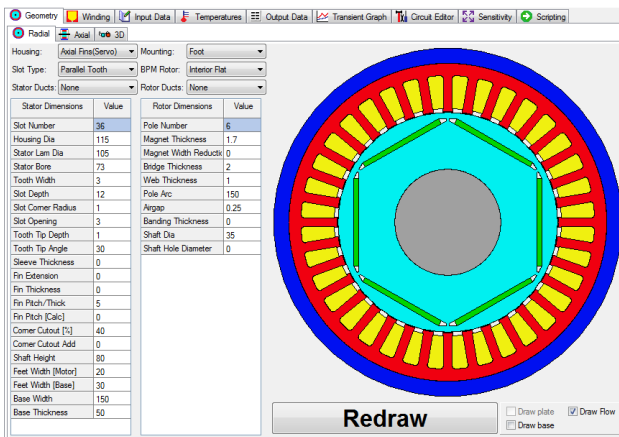 Geometry Winding Input Data Temperatures Output Data Transient Graph Circuit Editor Sensitivity Scripting
Radial Axial 3D
Housing: Axial Fins(Servo) Mounting: Foot
Slot Type: Parallel Tooth BPM Rotor: Interior Flat
Stator Ducts: None Rotor Ducts: None
Stator Dimensions Value Rotor Dimensions Value
Slot Number 36 Pole Number 6
Housing Dia 115 Magnet Thickness 1.7
Stator Lam Dia 105 Magnet Width Reductic 0
Stator Bore 73 Bridge Thickness 2
Tooth Width 3 Web Thickness 1
Slot Depth 12 Pole Arc 150
Slot Corner Radius 1 Airgap 0.25
Slot Opening 3 Banding Thickness 0
Tooth Tip Depth 1 Shaft Dia 35
Tooth Tip Angle 30 Shaft Hole Diameter 0
Sleeve Thickness 0
Fin Extension 0
Fin Thickness 0
Fin Pitch/Thick 5
Fin Pitch [Calc] 0
Corner Cutout [%] 40
Corner Cutout Add 0
Shaft Height 80
Feet Width [Motor] 20
Feet Width [Base] 30
Base Width 150
Base Thickness 50
Redraw
Draw plate Draw Flow
Draw base